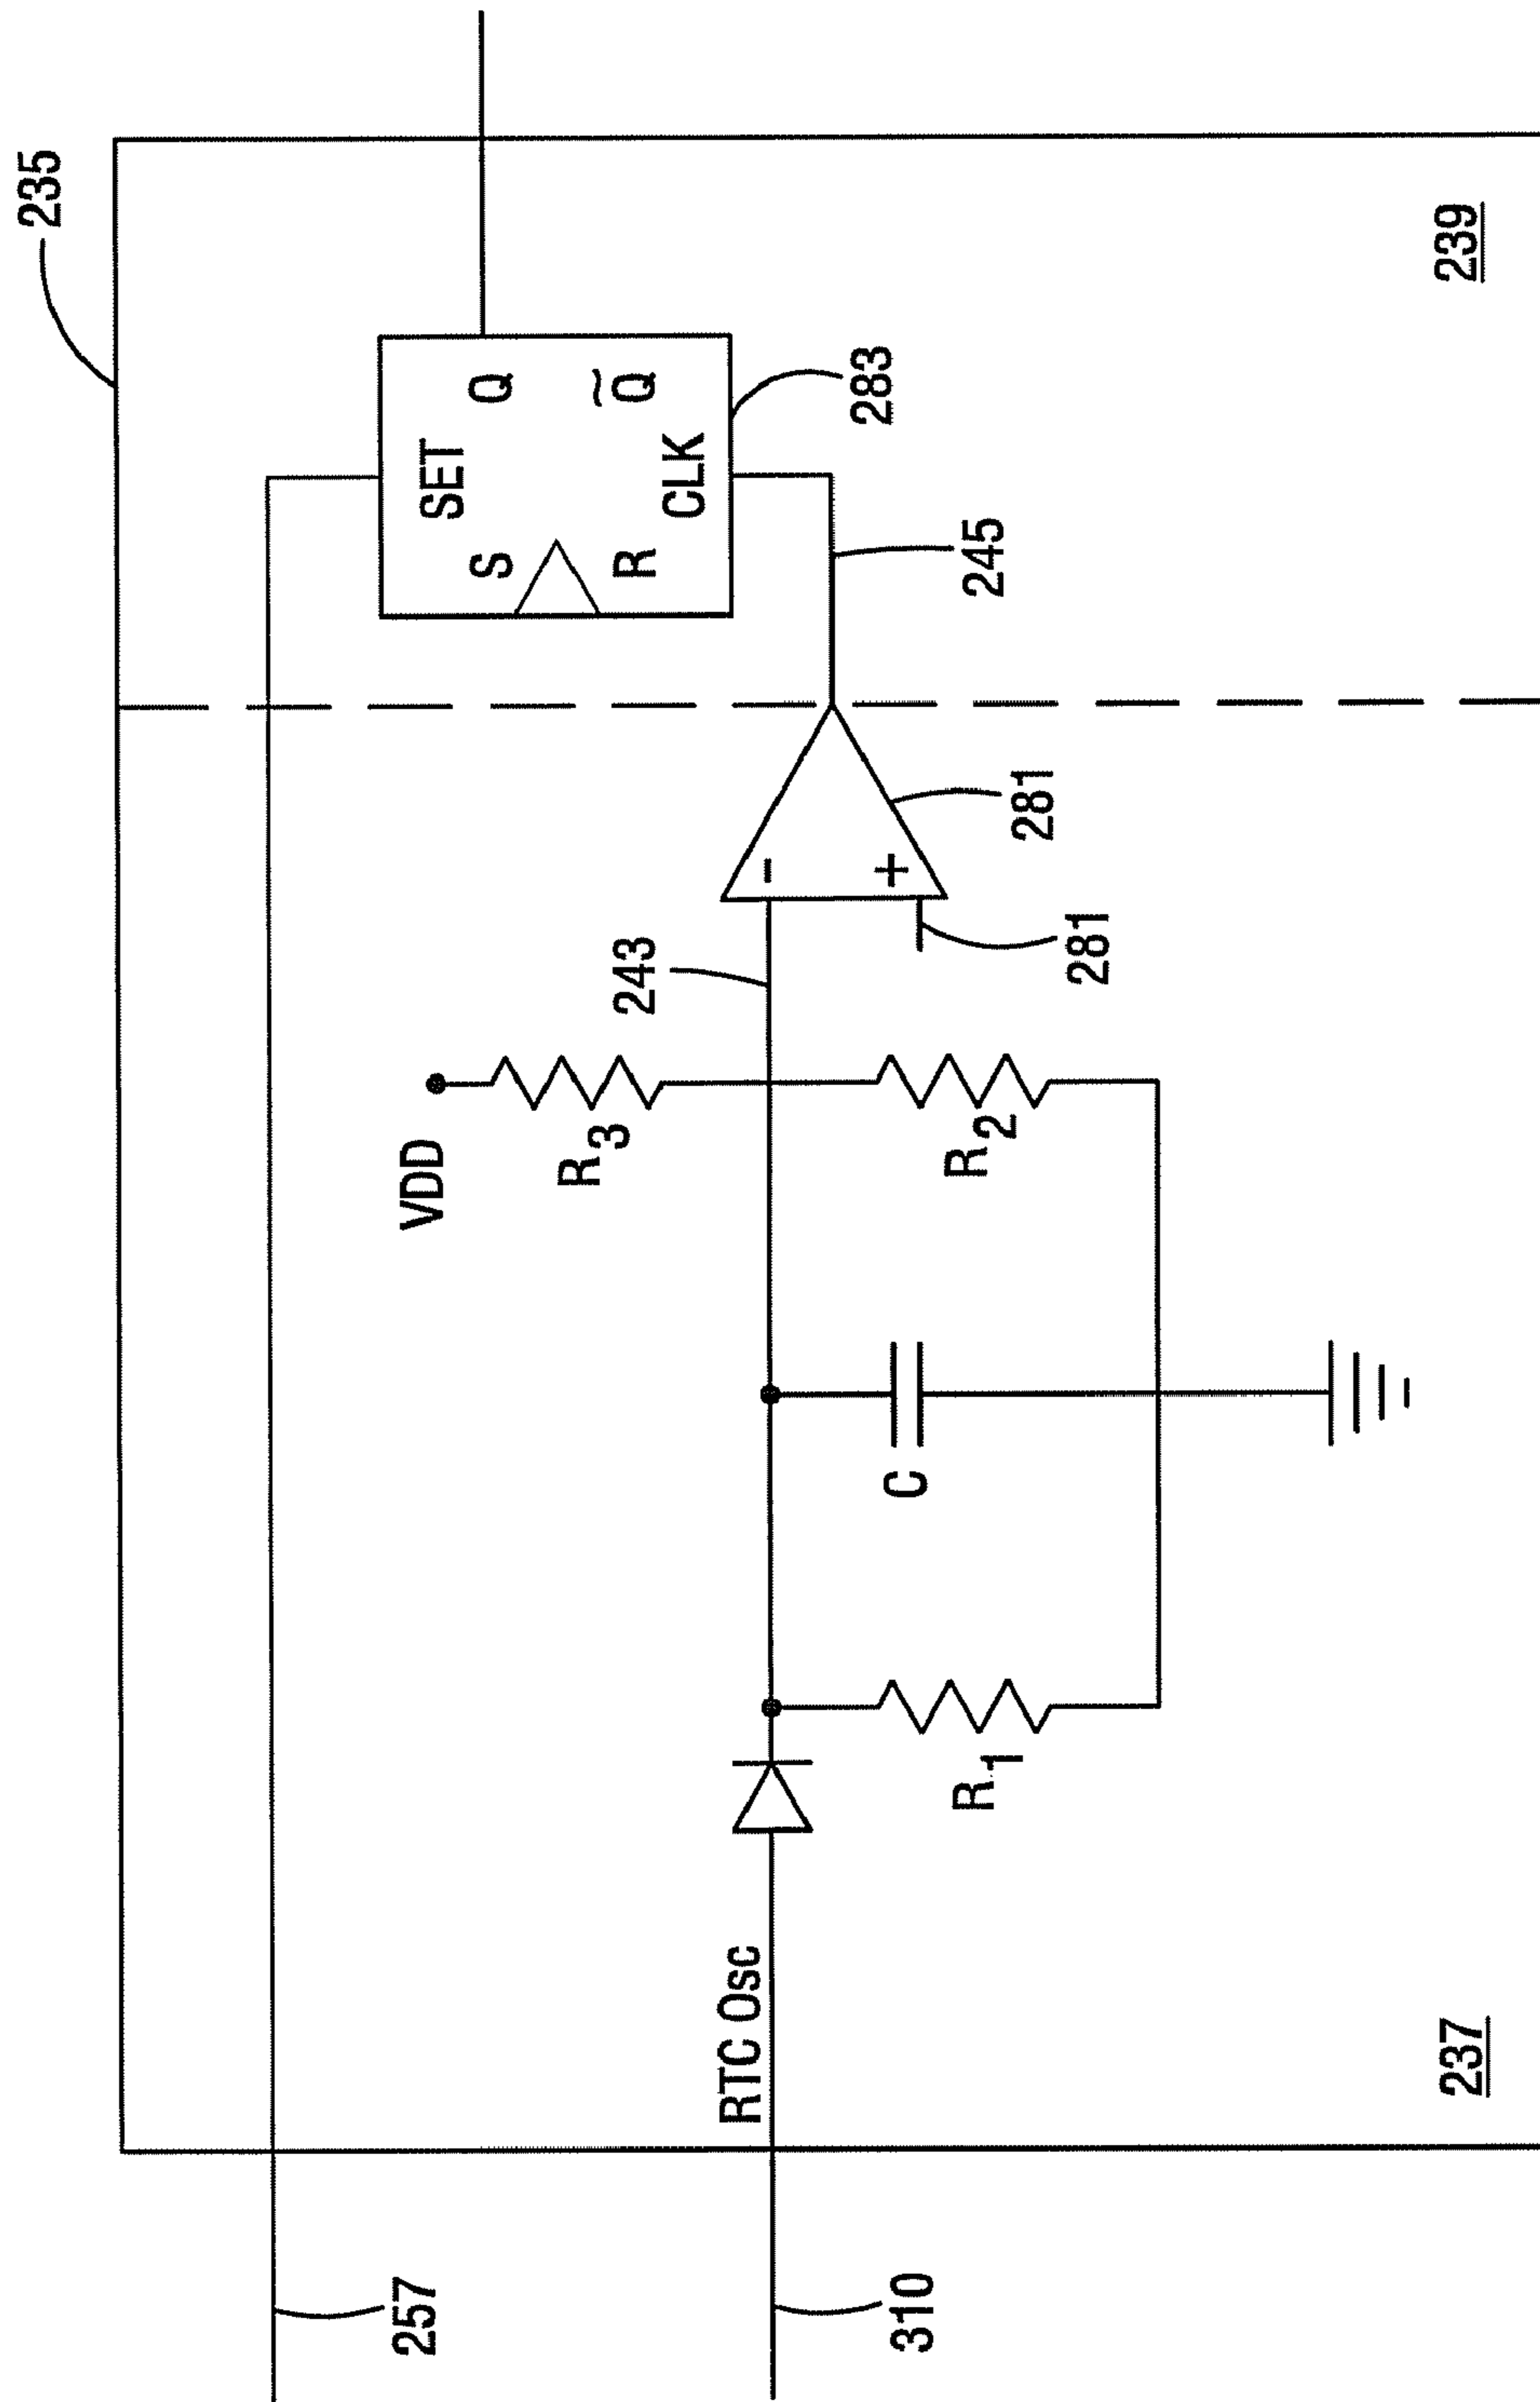 235
257
SET
S
Q
R
Q̃
CLK
283
VDD
R3
243
RTC Osc
310
-
+
281
281
245
R1
C
R2
237
239